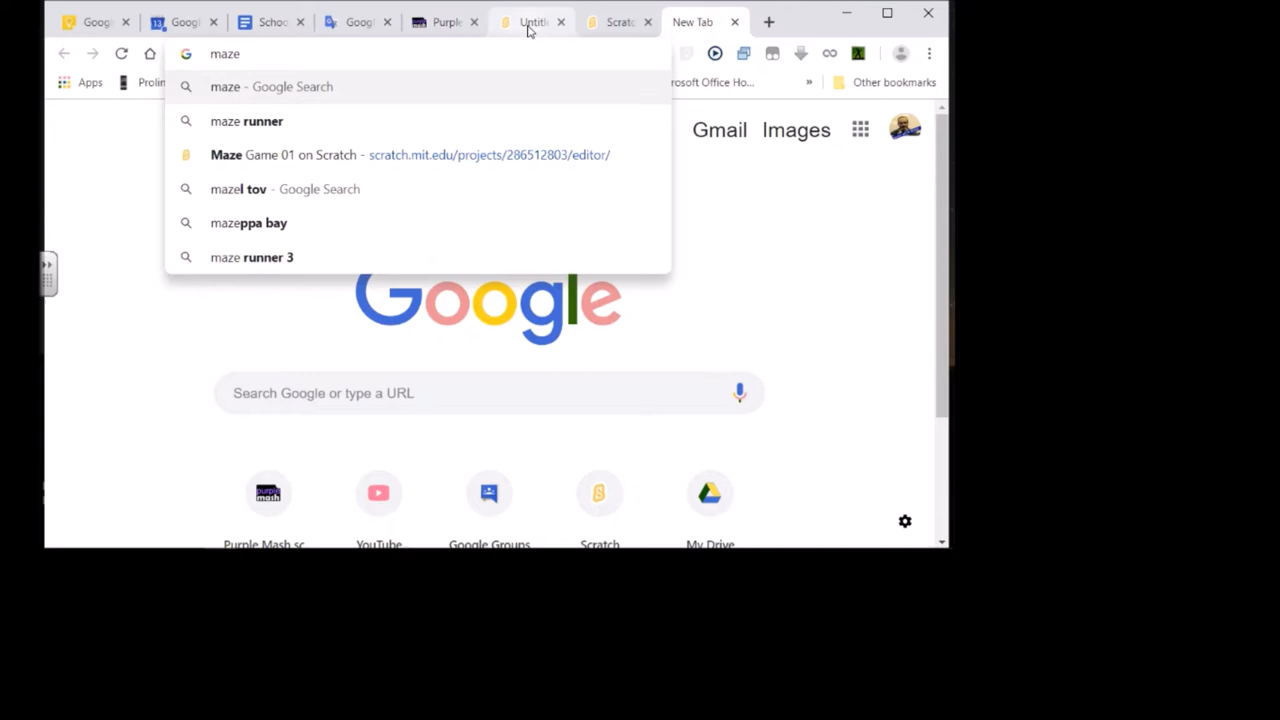 Googl
Googl
Schoo
Googl
Purple
Untitl
Scratc
New Tab
maze
Apps
Prolin
rosoft Office Ho...
»
Other bookmarks
maze - Google Search
maze runner
Maze Game 01 on Scratch - scratch.mit.edu/projects/286512803/editor/
mazel tov - Google Search
mazeppa bay
maze runner 3
Gmail Images
Google
Search Google or type a URL
purple mash
Purple Mash sc
YouTube
Google Groups
Scratch
My Drive